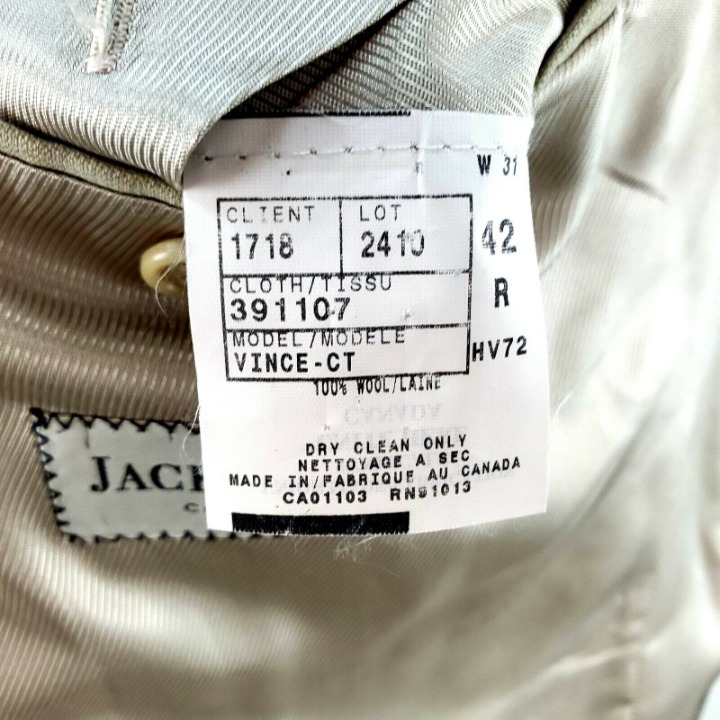 W 31
CLIENT LOT
1718 2410
42
CLOTH/TISSU
391107
R
MODEL/MODELE
VINCE-CT
HV72
100% WOOL/LAINE
DRY CLEAN ONLY
NETTOYAGE A SEC
MADE IN/FABRIQUE AU CANADA
CA01103 RN91013
JACK